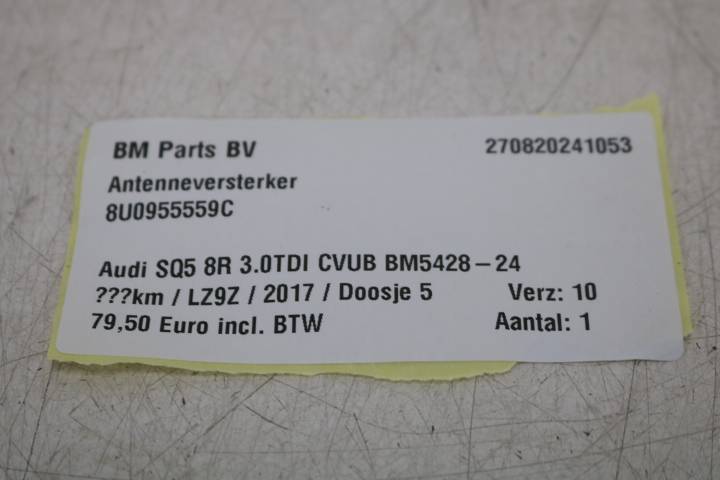 BM Parts BV 270820241053
Antenneversterker
8U0955559C
Audi SQ5 8R 3.0TDI CVUB BM5428-24
???km / LZ9Z / 2017 / Doosje 5 Verz: 10
79,50 Euro incl. BTW Aantal: 1